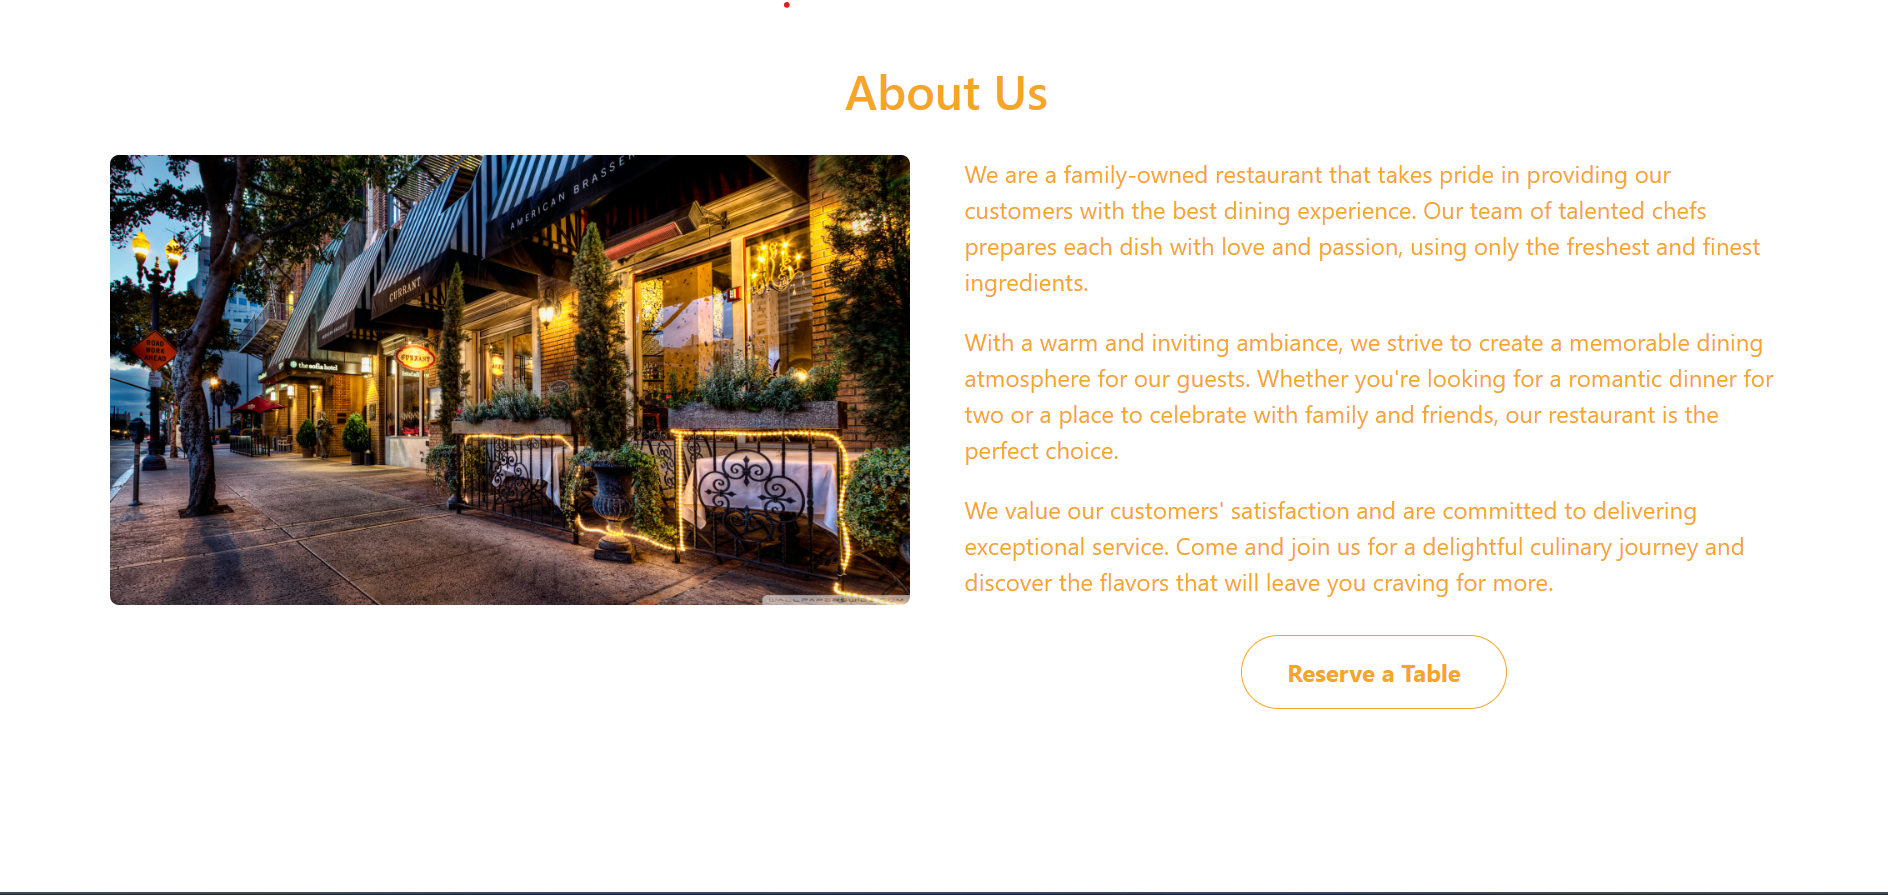 About Us
AMERICAN BRASSER
CURRANT
ROAD
WORK
AHEAD
the sofia hotel
CURRANT
We are a family-owned restaurant that takes pride in providing our
customers with the best dining experience. Our team of talented chefs
prepares each dish with love and passion, using only the freshest and finest
ingredients.
With a warm and inviting ambiance, we strive to create a memorable dining
atmosphere for our guests. Whether you're looking for a romantic dinner for
two or a place to celebrate with family and friends, our restaurant is the
perfect choice.
We value our customers' satisfaction and are committed to delivering
exceptional service. Come and join us for a delightful culinary journey and
discover the flavors that will leave you craving for more.
Reserve a Table